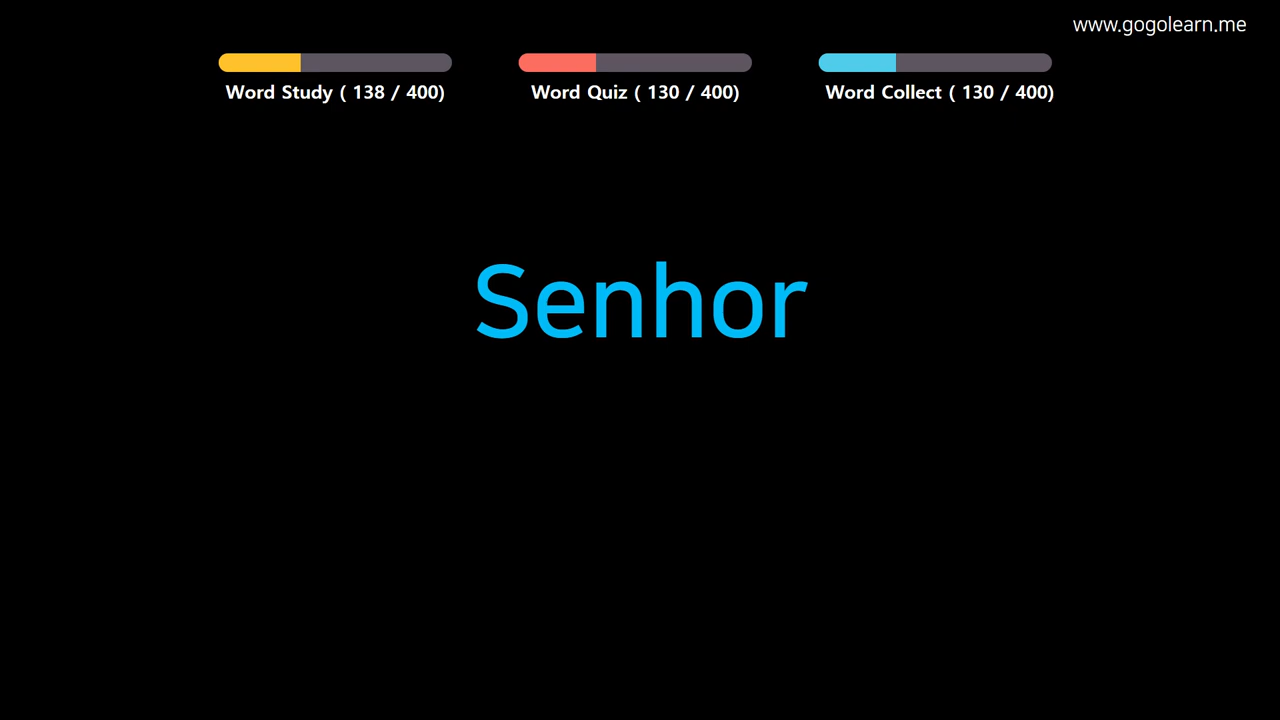 www.gogolearn.me
Word Study ( 138 / 400)
Word Quiz ( 130 / 400)
Word Collect ( 130 / 400)
Senhor